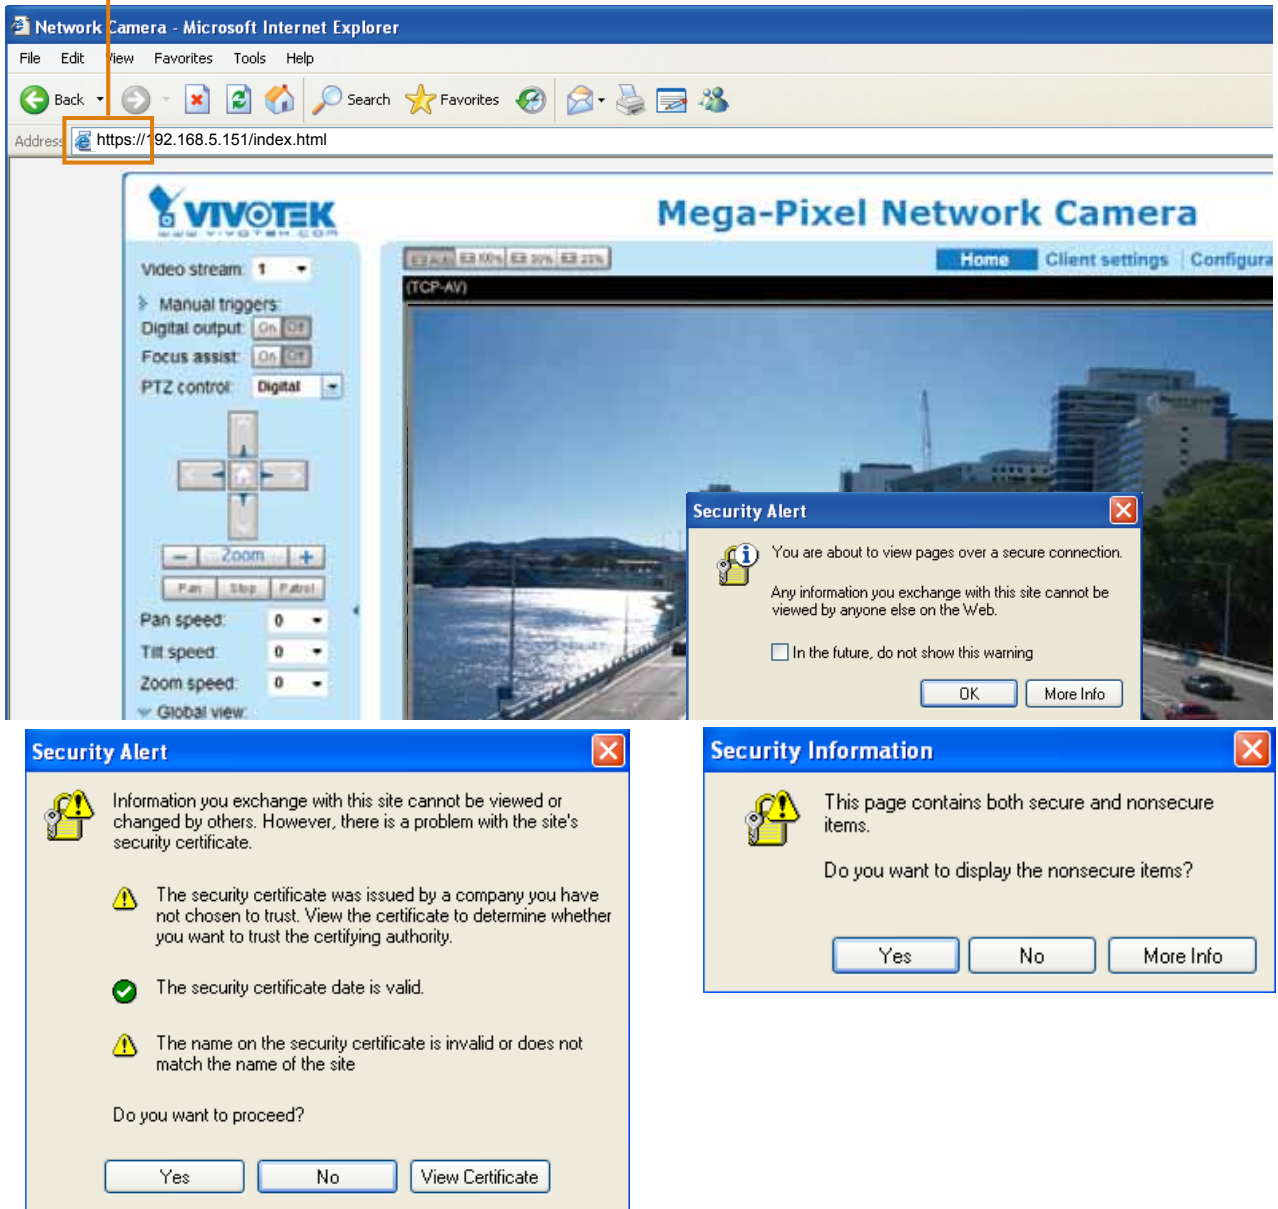 Network Camera - Microsoft Internet Explorer
File Edit View Favorites Tools Help
Back Search Favorites
Address https://192.168.5.151/index.html
VIVOTEK
WWW.VIVOTEK.COM
Mega-Pixel Network Camera
Video stream: 1
Auto 100% 50% 25%
Home Client settings Configura
(TCP-AV)
Manual triggers:
Digital output: On Off
Focus assist: On Off
PTZ control: Digital
Zoom
Pan Stop Patrol
Pan speed: 0
Tilt speed: 0
Zoom speed: 0
Global view:
Security Alert
You are about to view pages over a secure connection.
Any information you exchange with this site cannot be
viewed by anyone else on the Web.
In the future, do not show this warning
OK More Info
Security Alert
Information you exchange with this site cannot be viewed or
changed by others. However, there is a problem with the site's
security certificate.
The security certificate was issued by a company you have
not chosen to trust. View the certificate to determine whether
you want to trust the certifying authority.
The security certificate date is valid.
The name on the security certificate is invalid or does not
match the name of the site
Do you want to proceed?
Yes No View Certificate
Security Information
This page contains both secure and nonsecure
items.
Do you want to display the nonsecure items?
Yes No More Info